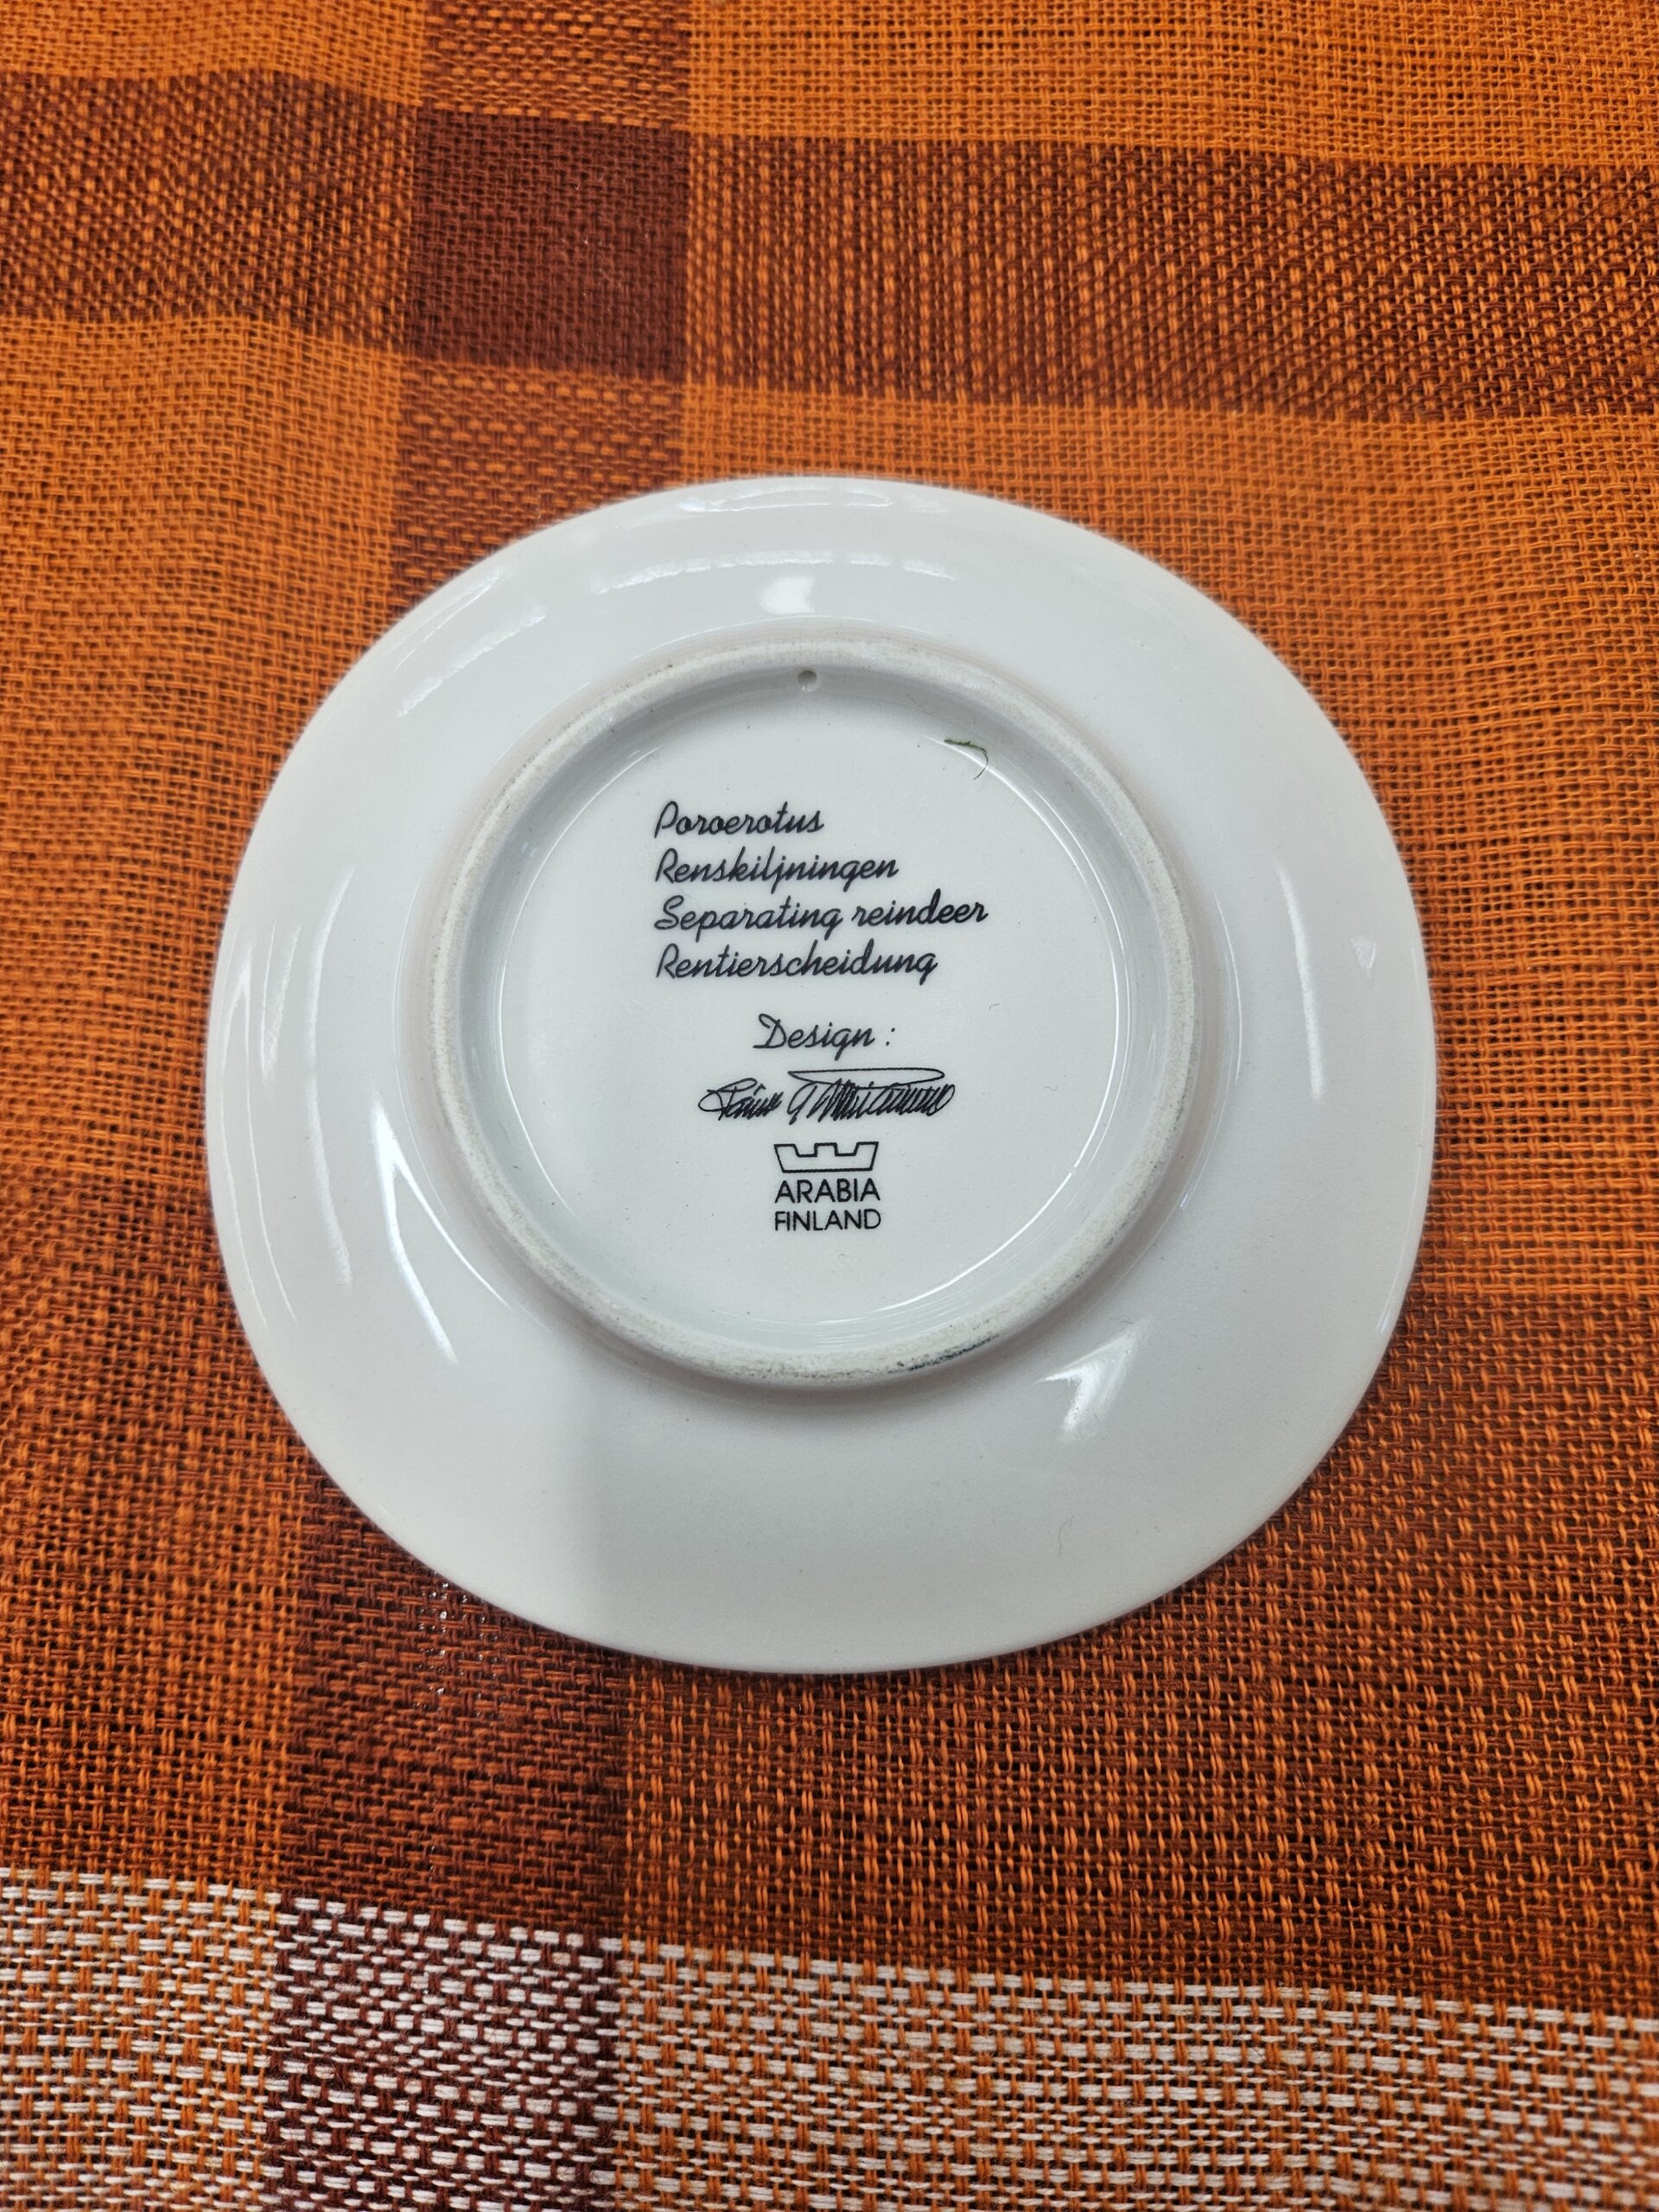 Poroerotus
Renskiljningen
Separating reindeer
Rentierscheidung
Design :
ARABIA
FINLAND